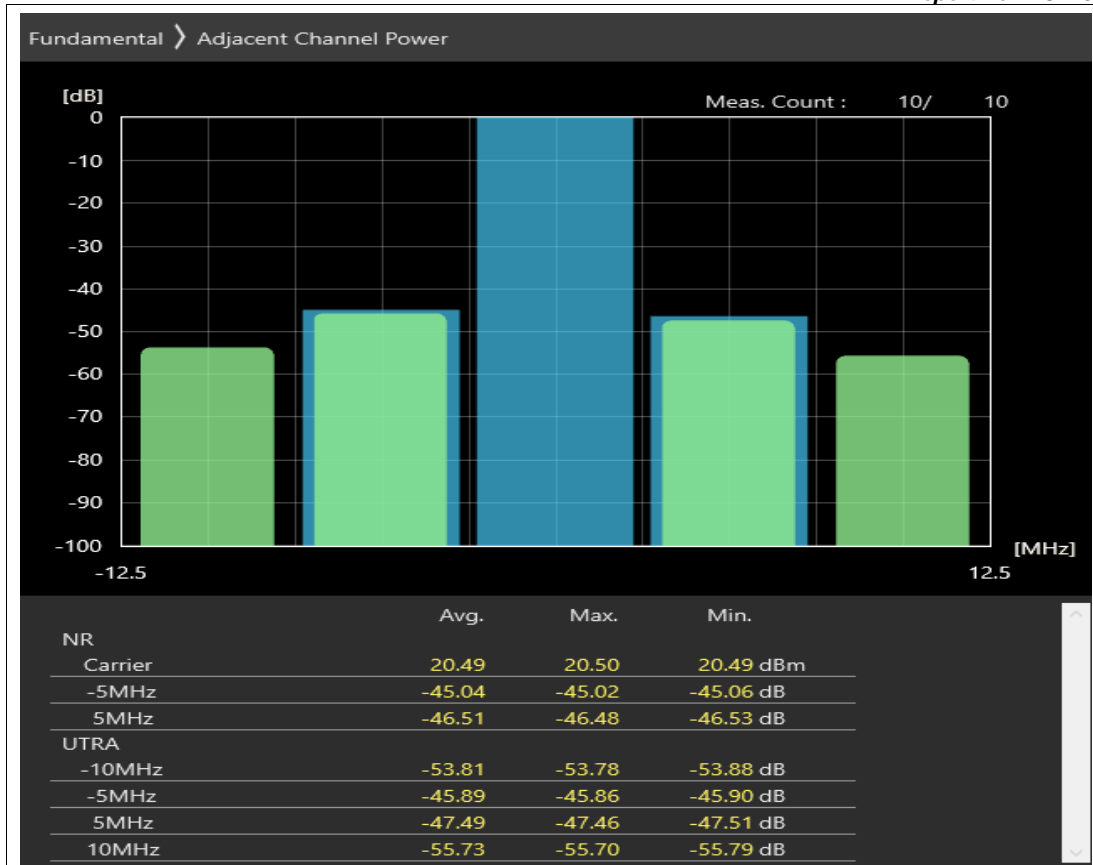 Fundamental ❯ Adjacent Channel Power
[dB]
Meas. Count : 10/ 10
0
-10
-20
-30
-40
-50
-60
-70
-80
-90
-100
[MHz]
-12.5 12.5
Avg. Max. Min.
NR
Carrier 20.49 20.50 20.49 dBm
-5MHz -45.04 -45.02 -45.06 dB
5MHz -46.51 -46.48 -46.53 dB
UTRA
-10MHz -53.81 -53.78 -53.88 dB
-5MHz -45.89 -45.86 -45.90 dB
5MHz -47.49 -47.46 -47.51 dB
10MHz -55.73 -55.70 -55.79 dB